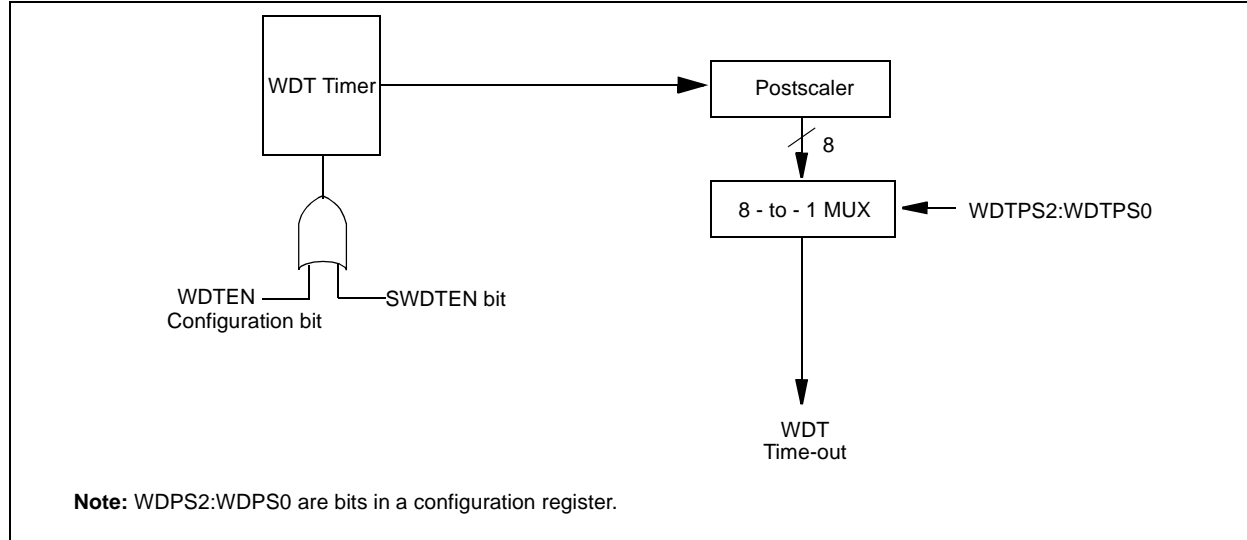 WDT Timer
Postscaler
8
8 - to - 1 MUX
WDTPS2:WDTPS0
WDTEN
Configuration bit
SWDTEN bit
WDT
Time-out
Note: WDPS2:WDPS0 are bits in a configuration register.